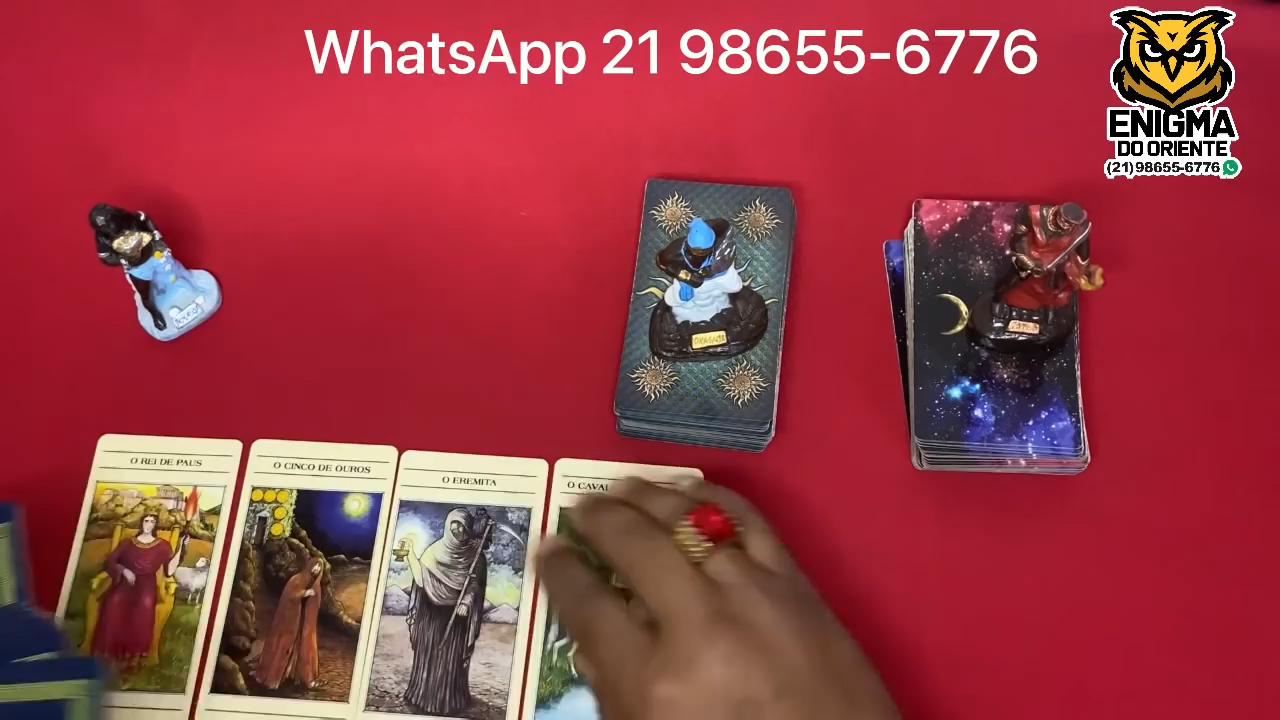 WhatsApp 21 98655-6776
ENIGMA
DO ORIENTE
(21)98655-6776
O REI DE PAUS
O CINCO DE OUROS
O EREMITA
O CAVAL